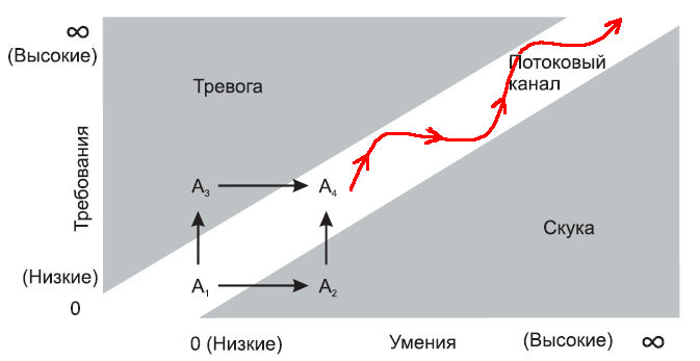 ∞
(Высокие)
Тревога
Потоковый
канал
Требования
A₃
A₄
Скука
(Низкие)
A₁
A₂
0
0 (Низкие)
Умения
(Высокие)
∞